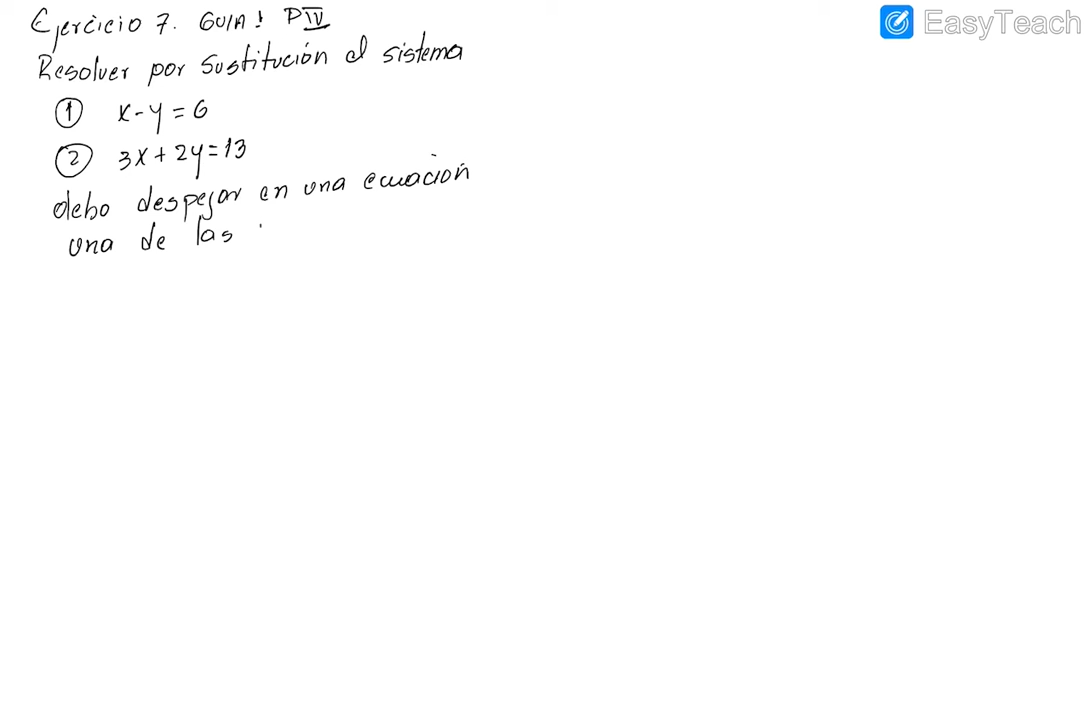 Ejercicio 7. GUIA 1 PIV
EasyTeach
Resolver por sustitución el sistema
① x-y=6
② 3x+2y=13
debo despejar en una ecuación
una de las